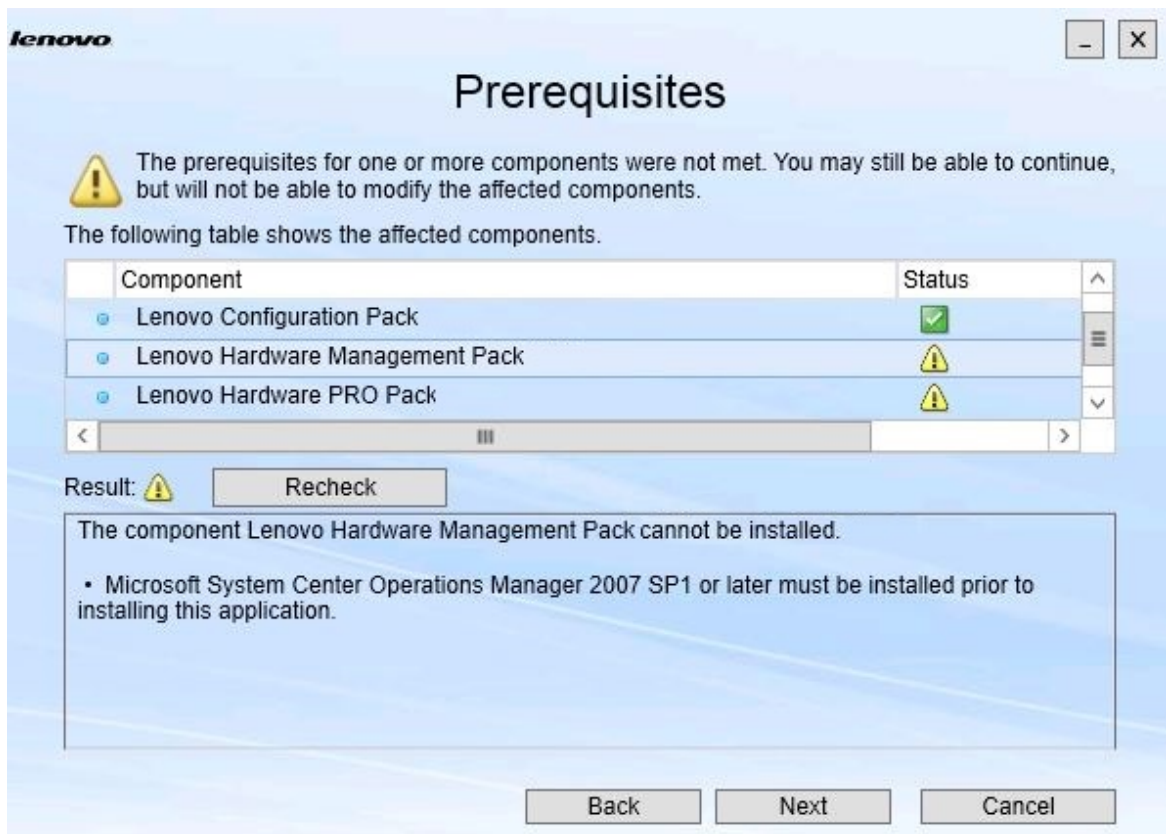 lenovo
Prerequisites
The prerequisites for one or more components were not met. You may still be able to continue,
but will not be able to modify the affected components.
The following table shows the affected components.
Component Status
Lenovo Configuration Pack
Lenovo Hardware Management Pack
Lenovo Hardware PRO Pack
Result: Recheck
The component Lenovo Hardware Management Pack cannot be installed.
• Microsoft System Center Operations Manager 2007 SP1 or later must be installed prior to
installing this application.
Back Next Cancel